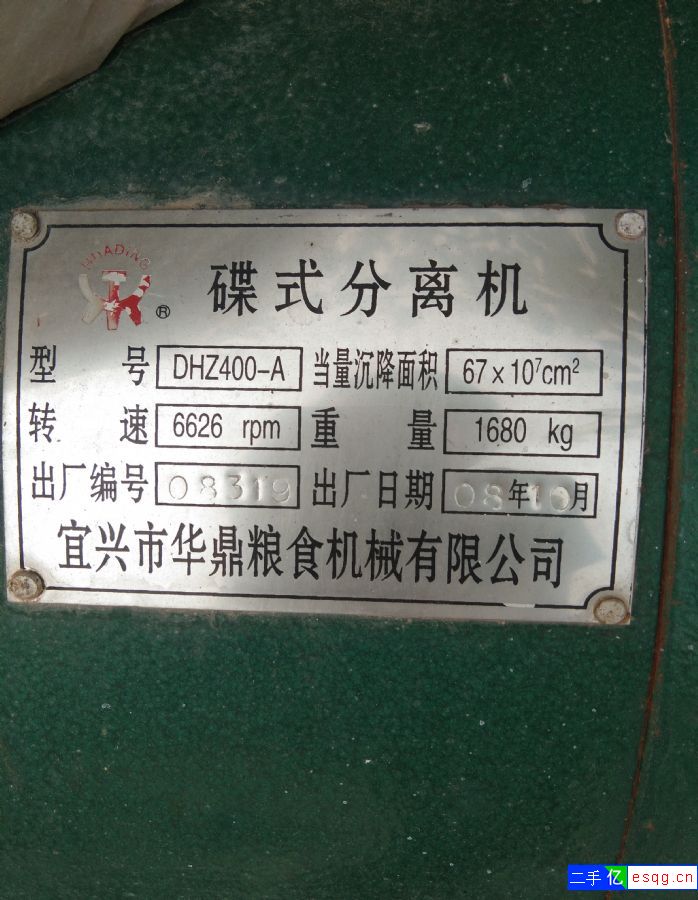 HUADING
®
碟式分离机
型号 DHZ400-A 当量沉降面积 67×10⁷cm²
转速 6626 rpm 重量 1680 kg
出厂编号 08319 出厂日期 08年10月
宜兴市华鼎粮食机械有限公司
二手亿 esqg.cn